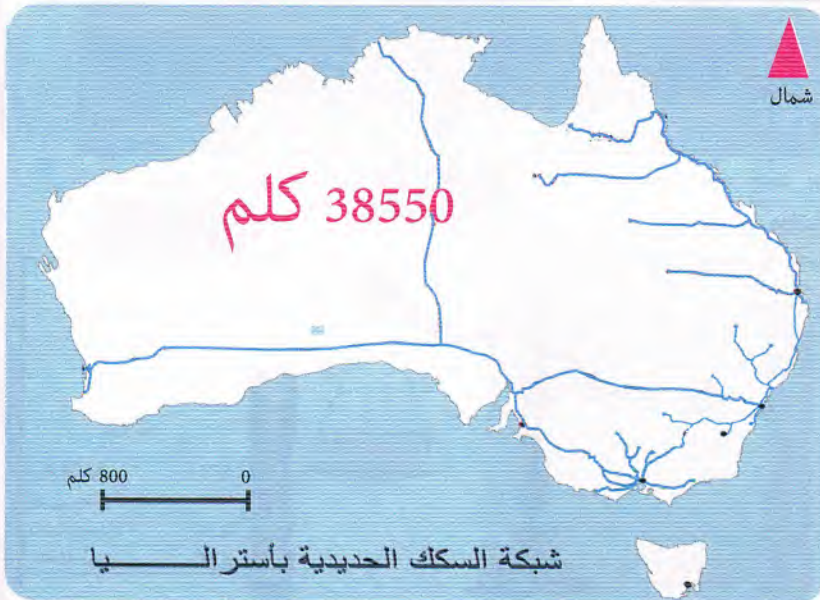 شمال
38550 كلم
800 كلم
0
شبكة السكك الحديدية بأستراليا